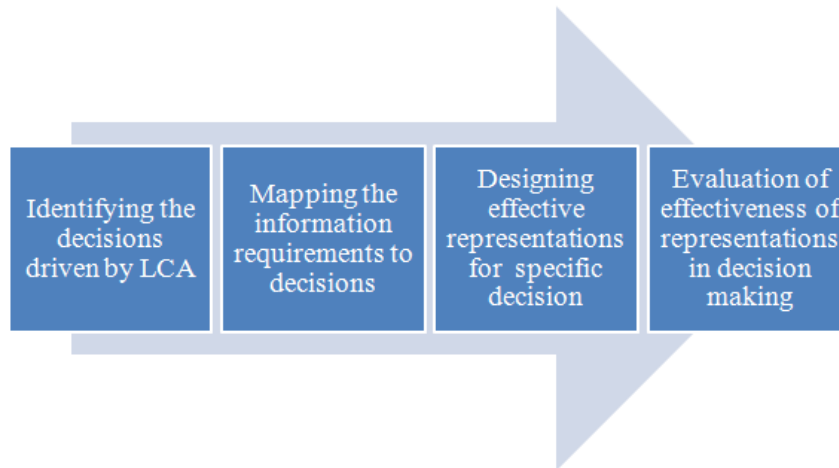 Identifying the
decisions
driven by LCA
Mapping the
information
requirements to
decisions
Designing
effective
representations
for specific
decision
Evaluation of
effectiveness of
representations
in decision
making